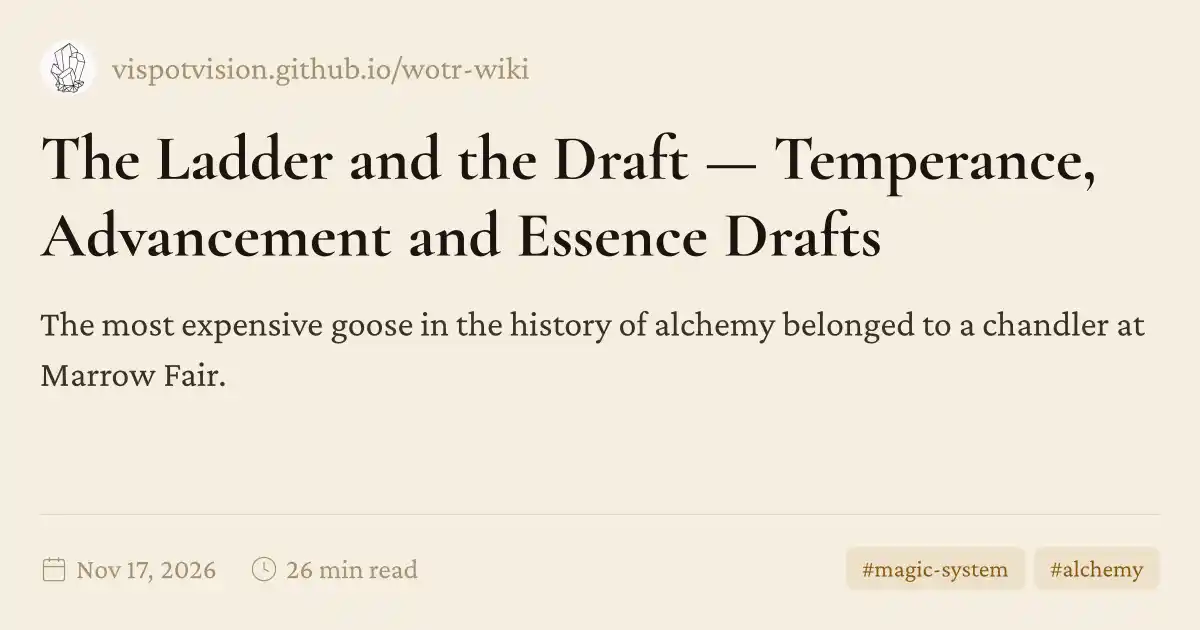 vispotvision.github.io/wotr-wiki
The Ladder and the Draft — Temperance,
Advancement and Essence Drafts
The most expensive goose in the history of alchemy belonged to a chandler at
Marrow Fair.
Nov 17, 2026
26 min read
#magic-system
#alchemy